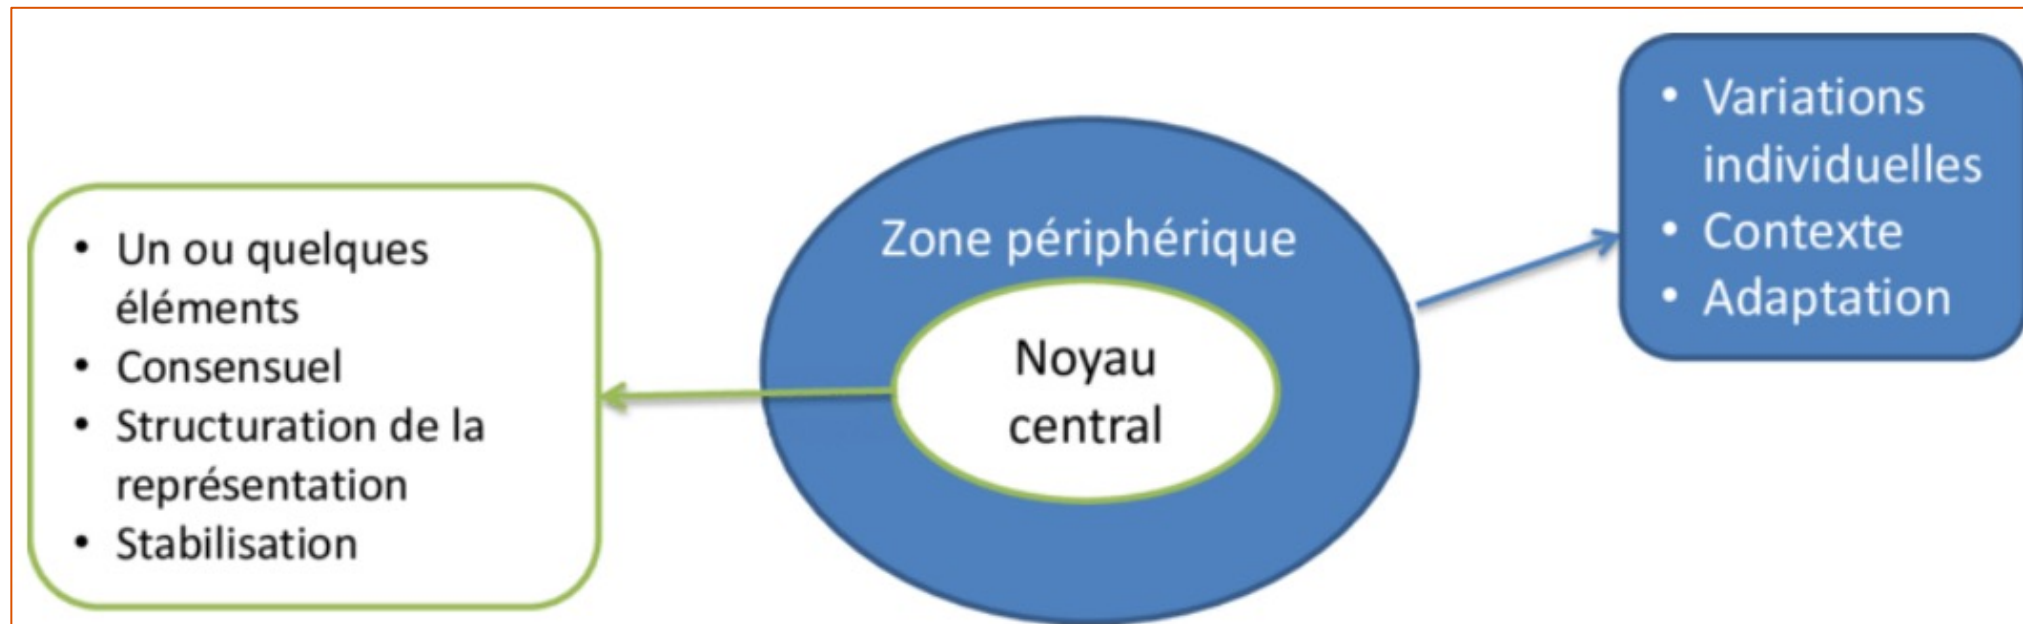 • Un ou quelques
éléments
• Consensuel
• Structuration de la
représentation
• Stabilisation
Zone périphérique
Noyau
central
• Variations
individuelles
• Contexte
• Adaptation